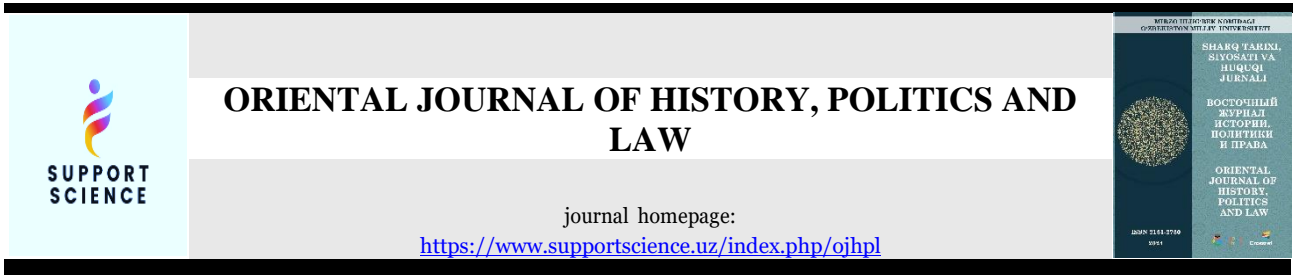 SUPPORT
SCIENCE
ORIENTAL JOURNAL OF HISTORY, POLITICS AND
LAW
journal homepage:
https://www.supportscience.uz/index.php/ojhpl
MIRZO ULUG'BEK NOMIDAGI
O'ZBEKISTON MILLIY UNIVERSITETI
SHARQ TARIXI,
SIYOSATI VA
HUQUQI
JURNALI
ВОСТОЧНЫЙ
ЖУРНАЛ
ИСТОРИИ,
ПОЛИТИКИ
И ПРАВА
ORIENTAL
JOURNAL OF
HISTORY,
POLITICS
AND LAW
ISSN
Crossref